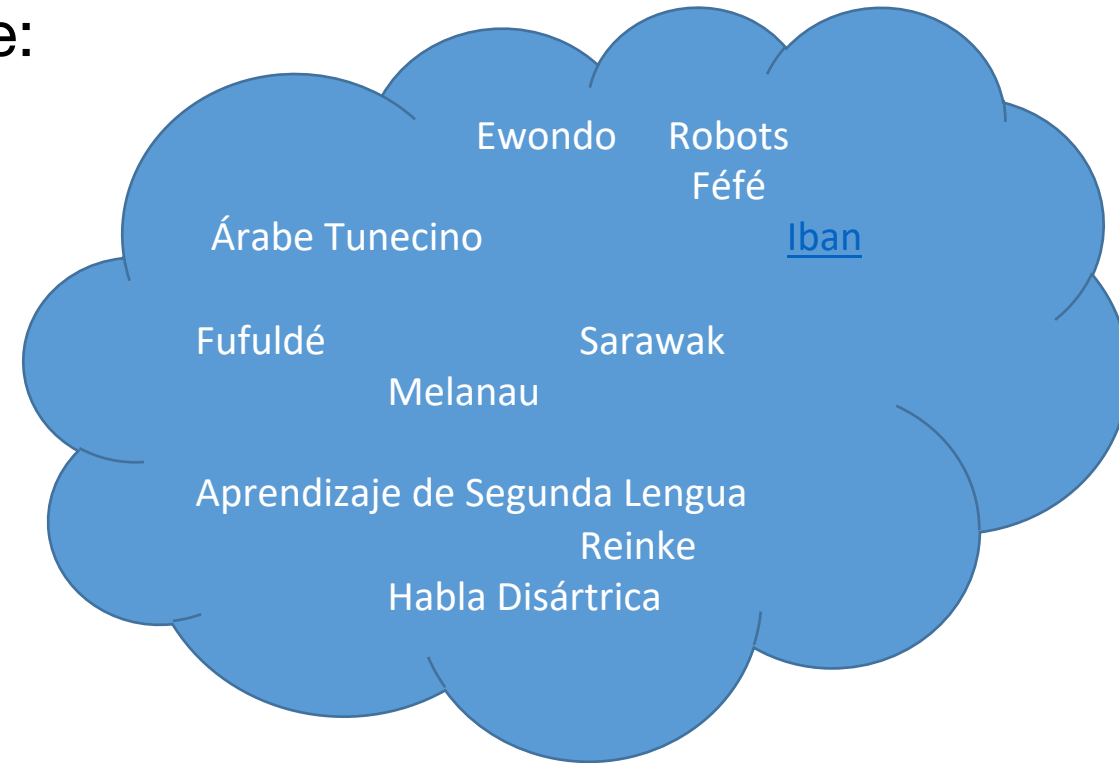 e:
Ewondo Robots
Féfé
Árabe Tunecino Iban
Fufuldé Sarawak
Melanau
Aprendizaje de Segunda Lengua
Reinke
Habla Disártrica